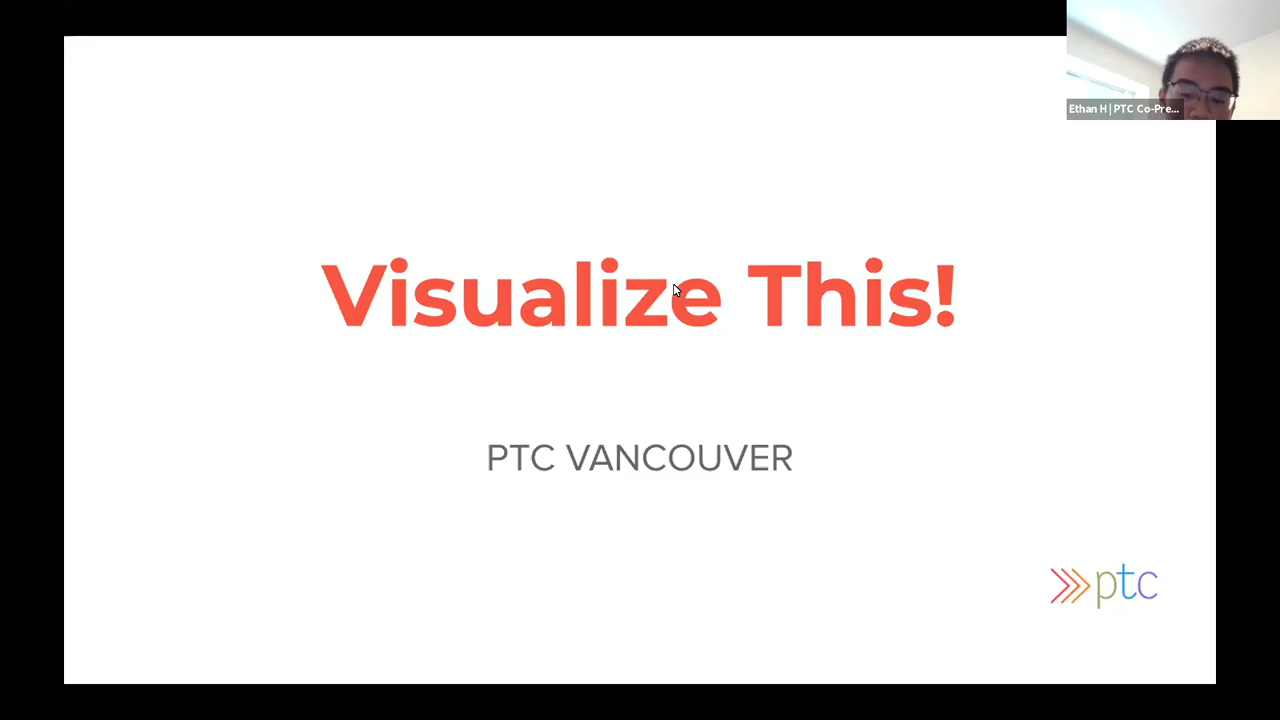 Ethan H | PTC Co-Pre...
Visualize This!
PTC VANCOUVER
ptc